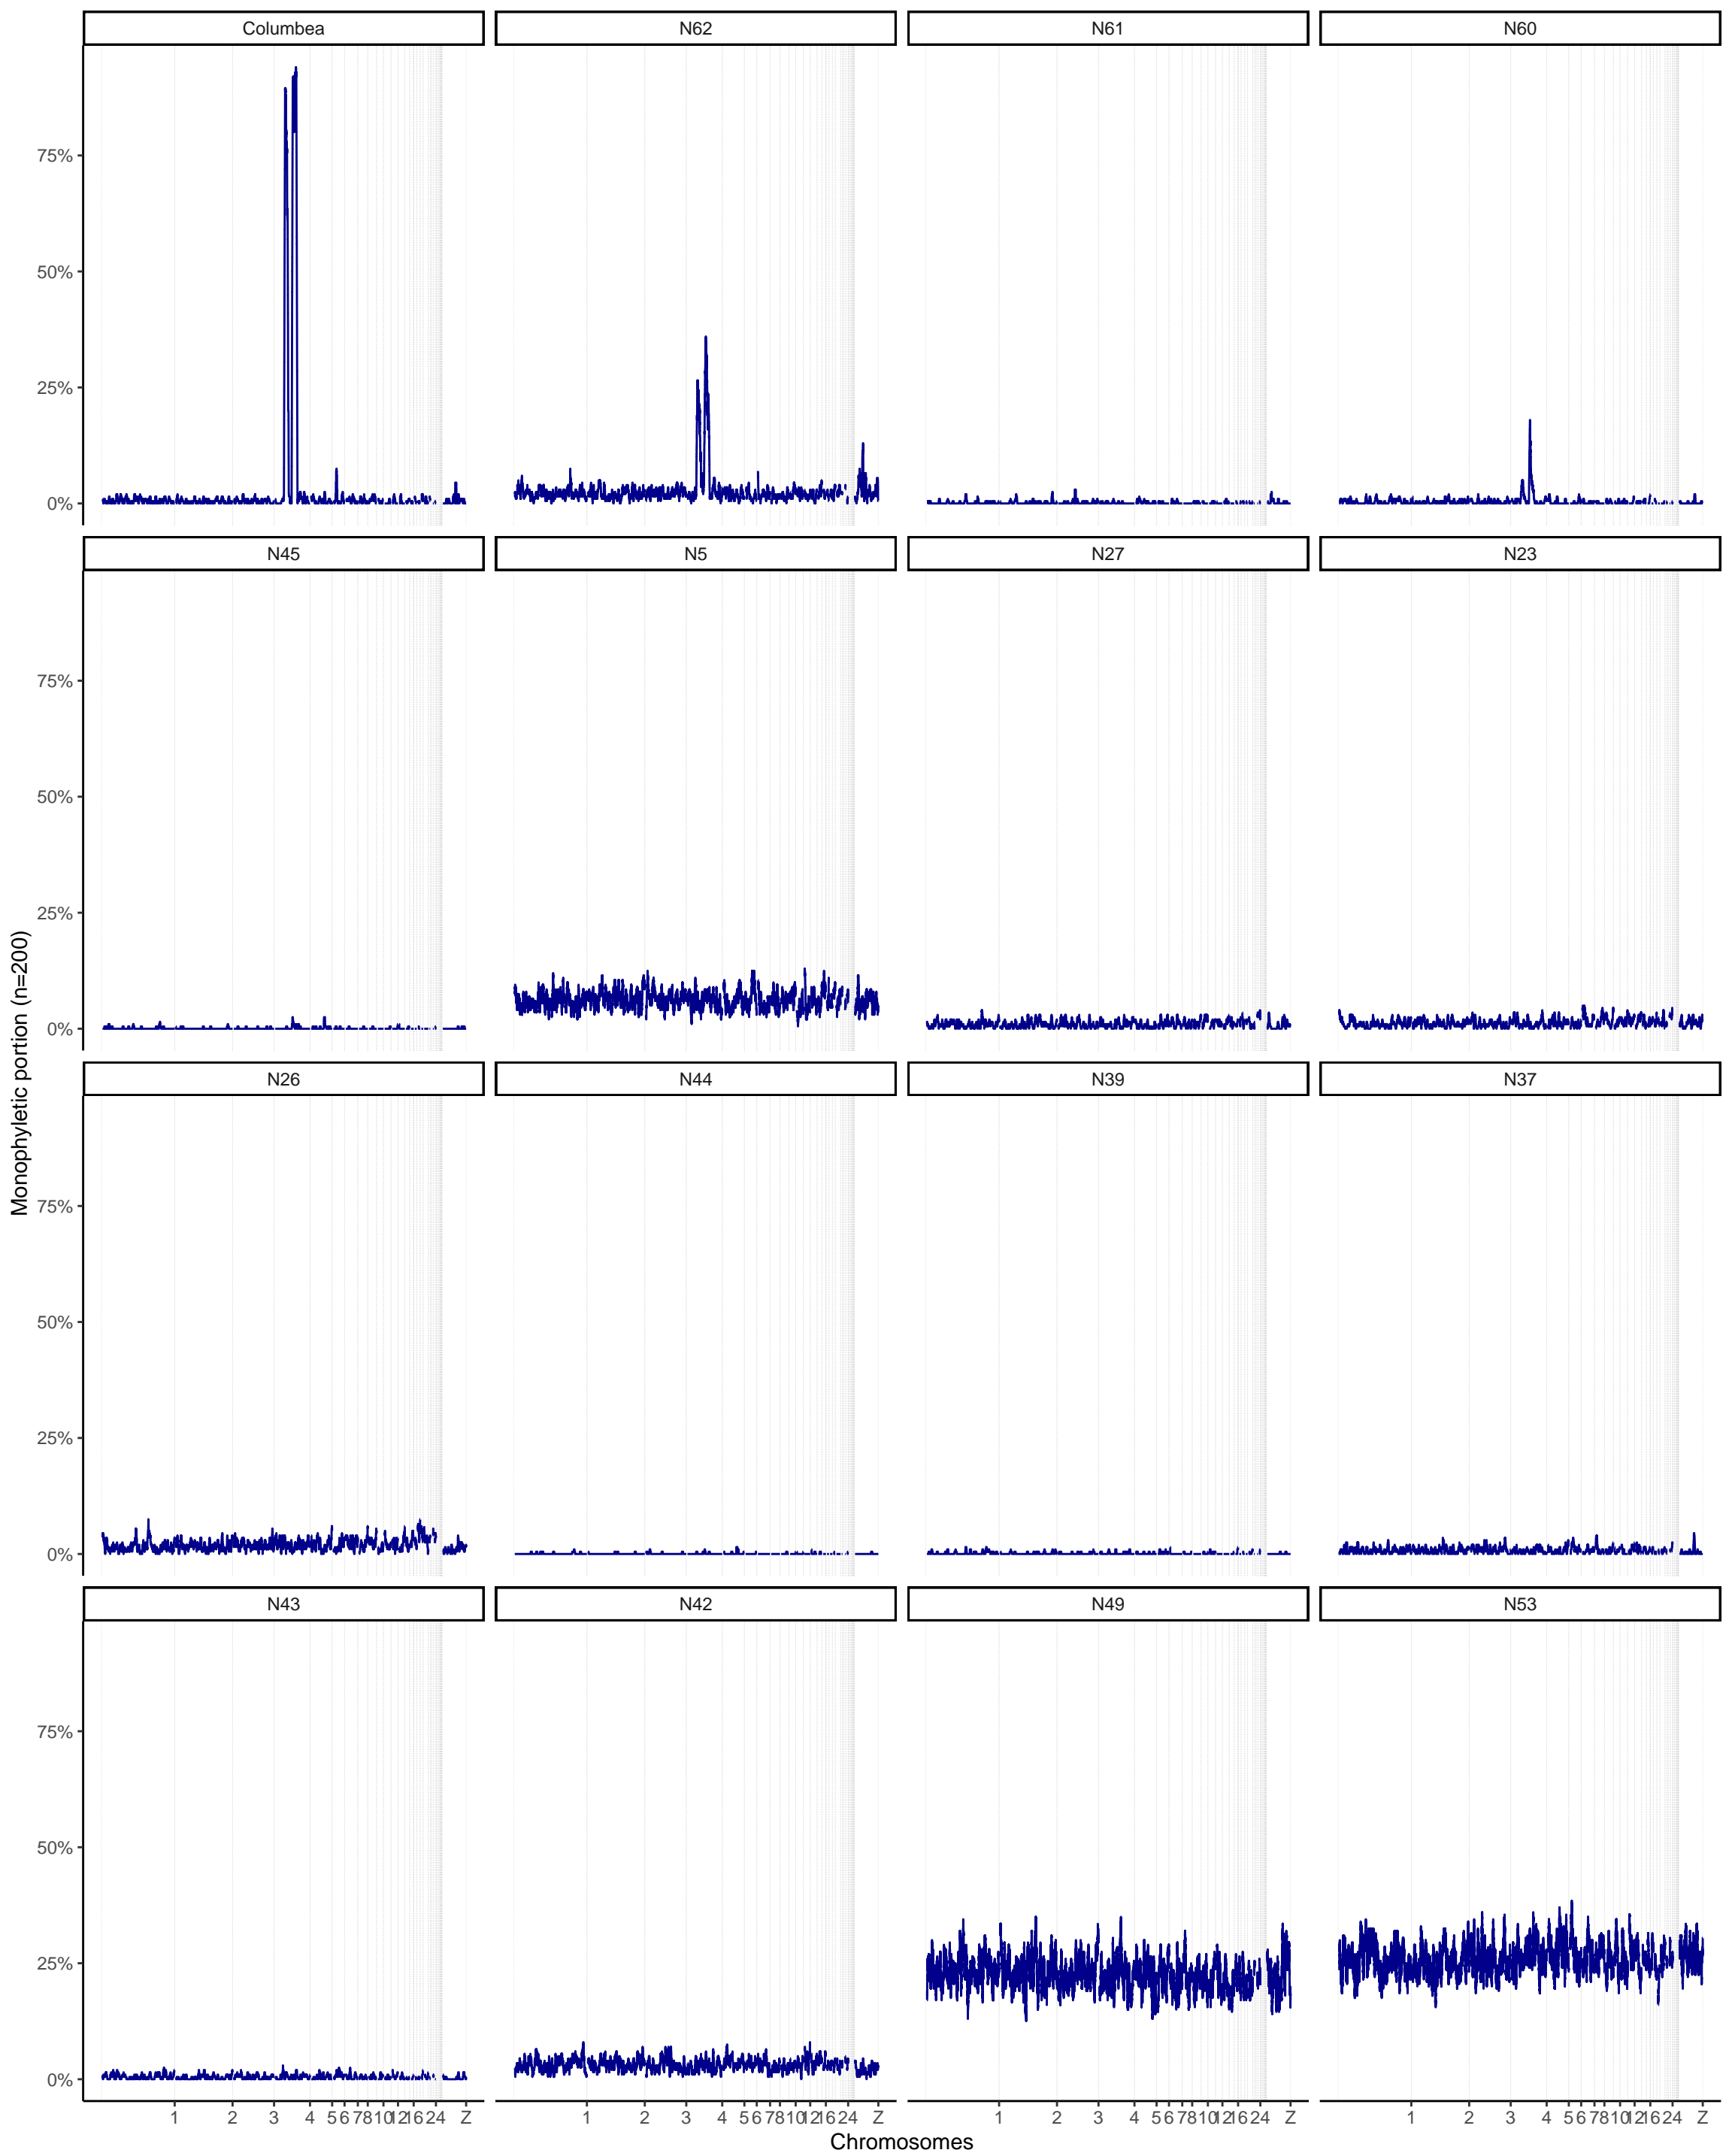 Columbea N62 N61 N60
75%
50%
25%
0%
N45 N5 N27 N23
75%
50%
25%
0%
N26 N44 N39 N37
75%
50%
25%
0%
N43 N42 N49 N53
75%
50%
25%
0%
1 2 3 4 5 6 7 8 10 12 16 24 Z 1 2 3 4 5 6 7 8 10 12 16 24 Z 1 2 3 4 5 6 7 8 10 12 16 24 Z 1 2 3 4 5 6 7 8 10 12 16 24 Z
Chromosomes
Monophyletic portion (n=200)